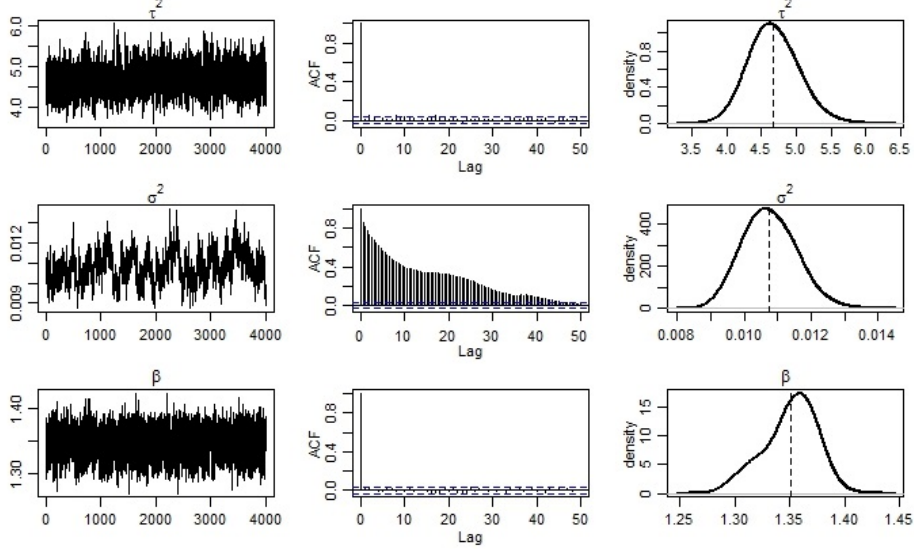 τ² τ²
4.0 5.0 6.0
0 1000 2000 3000 4000
ACF
0.0 0.4 0.8
0 10 20 30 40 50
Lag
density
0.0 0.4 0.8
3.5 4.0 4.5 5.0 5.5 6.0 6.5
σ² σ²
0.009 0.012
0 1000 2000 3000 4000
ACF
0.0 0.4 0.8
0 10 20 30 40 50
Lag
density
0 200 400
0.008 0.010 0.012 0.014
β β
1.30 1.40
0 1000 2000 3000 4000
ACF
0.0 0.4 0.8
0 10 20 30 40 50
Lag
density
0 5 10 15
1.25 1.30 1.35 1.40 1.45